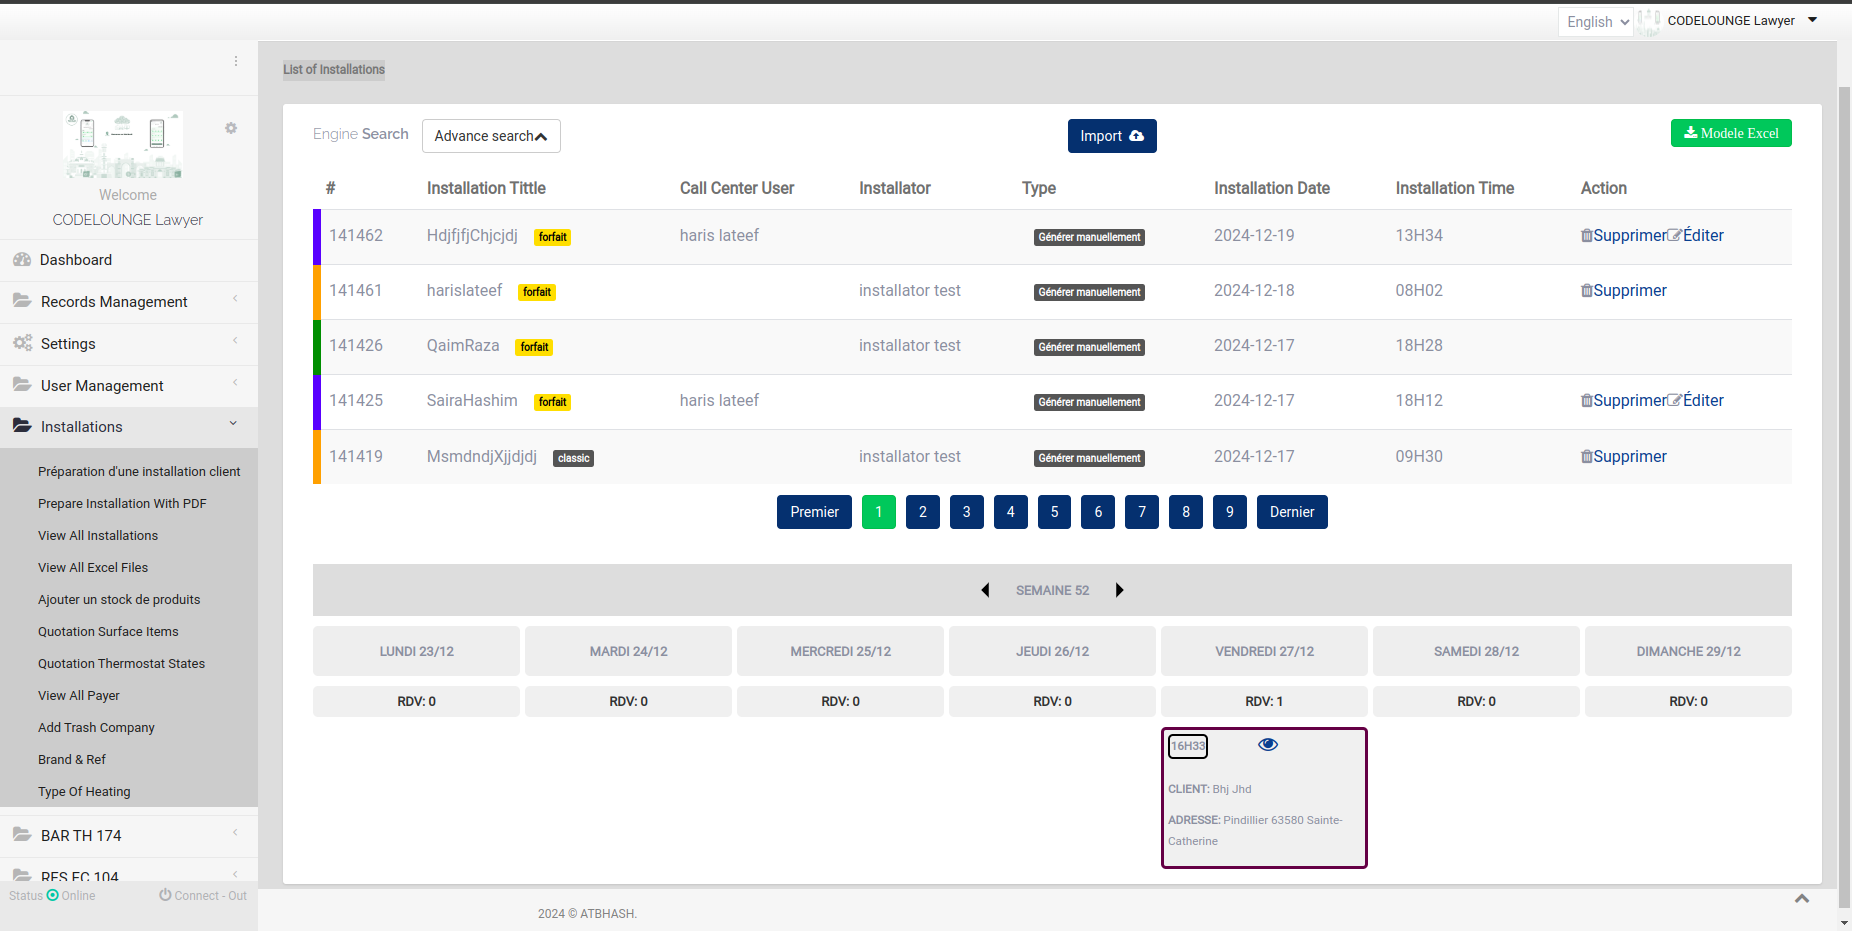 English
CODELOUNGE Lawyer
Welcome
CODELOUNGE Lawyer
Dashboard
Records Management
Settings
User Management
Installations
Préparation d'une installation client
Prepare Installation With PDF
View All Installations
View All Excel Files
Ajouter un stock de produits
Quotation Surface Items
Quotation Thermostat States
View All Payer
Add Trash Company
Brand & Ref
Type Of Heating
BAR TH 174
RES EC 104
Status Online Connect - Out
List of Installations
Engine Search Advance search Import Modele Excel
# Installation Tittle Call Center User Installator Type Installation Date Installation Time Action
141462 HdjfjfjChjcjdj forfait haris lateef Générer manuellement 2024-12-19 13H34 Supprimer Éditer
141461 harislateef forfait installator test Générer manuellement 2024-12-18 08H02 Supprimer
141426 QaimRaza forfait installator test Générer manuellement 2024-12-17 18H28
141425 SairaHashim forfait haris lateef Générer manuellement 2024-12-17 18H12 Supprimer Éditer
141419 MsmdndjXjjdjdj classic installator test Générer manuellement 2024-12-17 09H30 Supprimer
Premier 1 2 3 4 5 6 7 8 9 Dernier
SEMAINE 52
LUNDI 23/12 MARDI 24/12 MERCREDI 25/12 JEUDI 26/12 VENDREDI 27/12 SAMEDI 28/12 DIMANCHE 29/12
RDV: 0 RDV: 0 RDV: 0 RDV: 0 RDV: 1 RDV: 0 RDV: 0
16H33
CLIENT: Bhj Jhd
ADRESSE: Pindillier 63580 Sainte-
Catherine
2024 © ATBHASH.